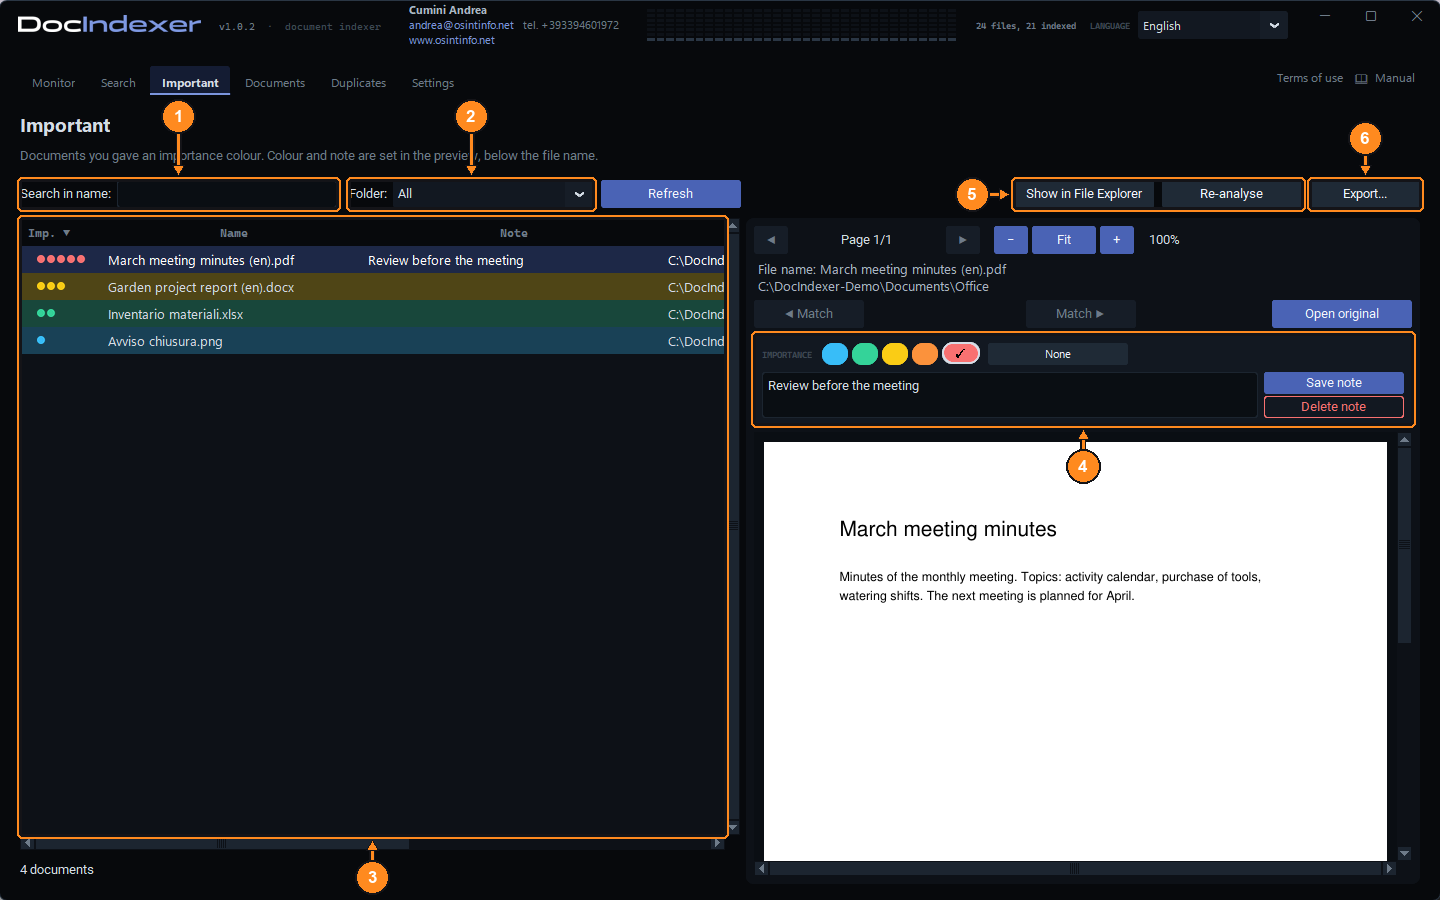 DocIndexer v1.0.2 · document indexer
Cumini Andrea
andrea@osintinfo.net tel. +393394601972
www.osintinfo.net
24 files, 21 indexed LANGUAGE English
Monitor Search Important Documents Duplicates Settings
Terms of use Manual
1 2 6
Important
Documents you gave an importance colour. Colour and note are set in the preview, below the file name.
Search in name: Folder: All Refresh
5 Show in File Explorer Re-analyse Export...
Imp. ▼ Name Note
March meeting minutes (en).pdf Review before the meeting C:\DocInd
Garden project report (en).docx C:\DocInd
Inventario materiali.xlsx C:\DocInd
Avviso chiusura.png C:\DocInd
◀ Page 1/1 ▶ - Fit + 100%
File name: March meeting minutes (en).pdf
C:\DocIndexer-Demo\Documents\Office
◀ Match Match ▶ Open original
IMPORTANCE ✓ None
Review before the meeting
Save note
Delete note
4
March meeting minutes
Minutes of the monthly meeting. Topics: activity calendar, purchase of tools,
watering shifts. The next meeting is planned for April.
4 documents
3